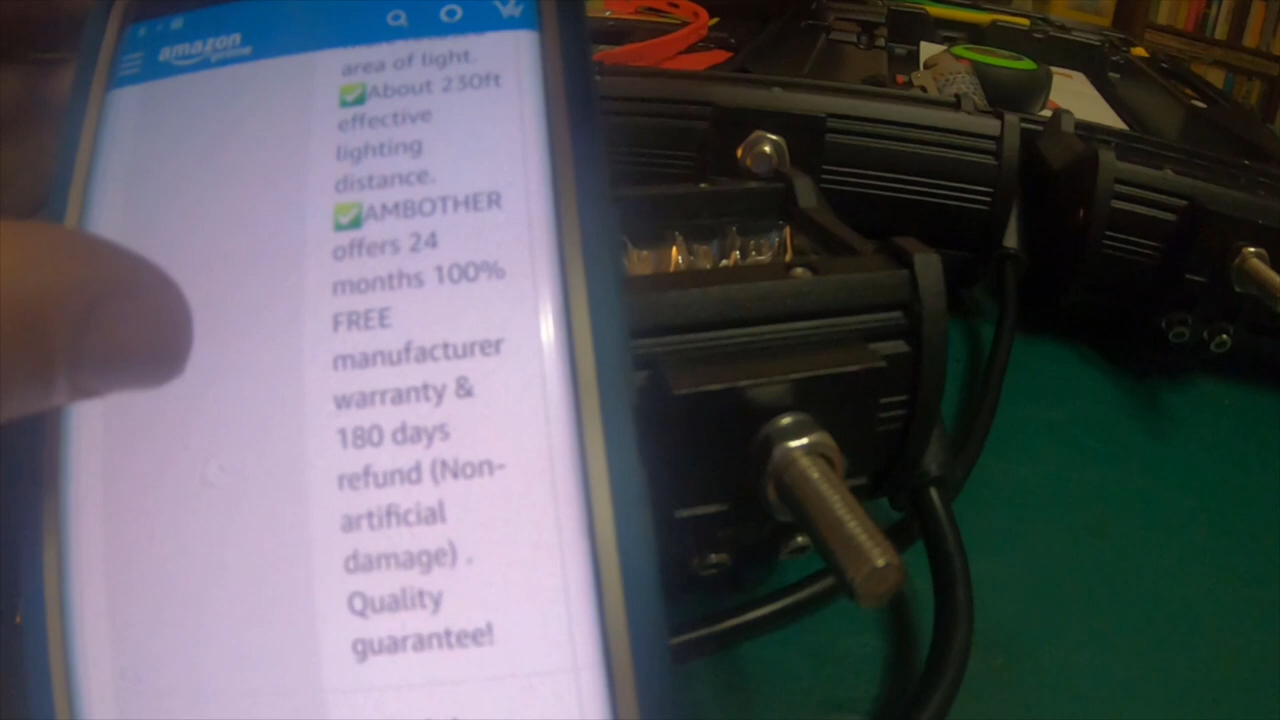 amazon
prime
area of light.
✅About 230ft
effective
lighting
distance.
✅AMBOTHER
offers 24
months 100%
FREE
manufacturer
warranty &
180 days
refund (Non-
artificial
damage) .
Quality
guarantee!